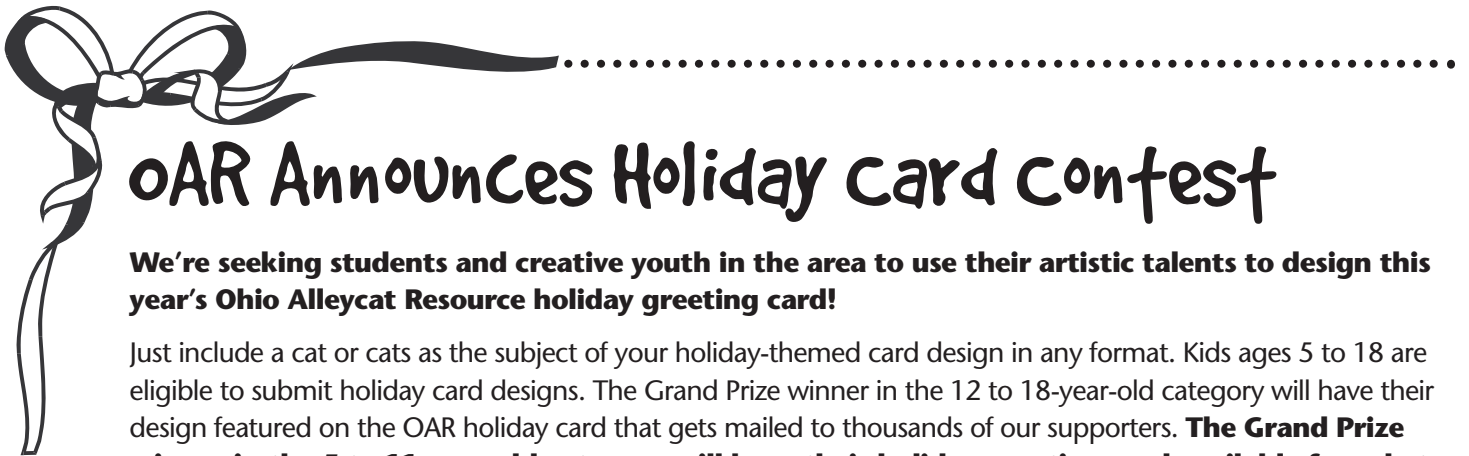 OAR Announces Holiday Card Contest
We're seeking students and creative youth in the area to use their artistic talents to design this
year's Ohio Alleycat Resource holiday greeting card!
Just include a cat or cats as the subject of your holiday-themed card design in any format. Kids ages 5 to 18 are
eligible to submit holiday card designs. The Grand Prize winner in the 12 to 18-year-old category will have their
design featured on the OAR holiday card that gets mailed to thousands of our supporters. The Grand Prize